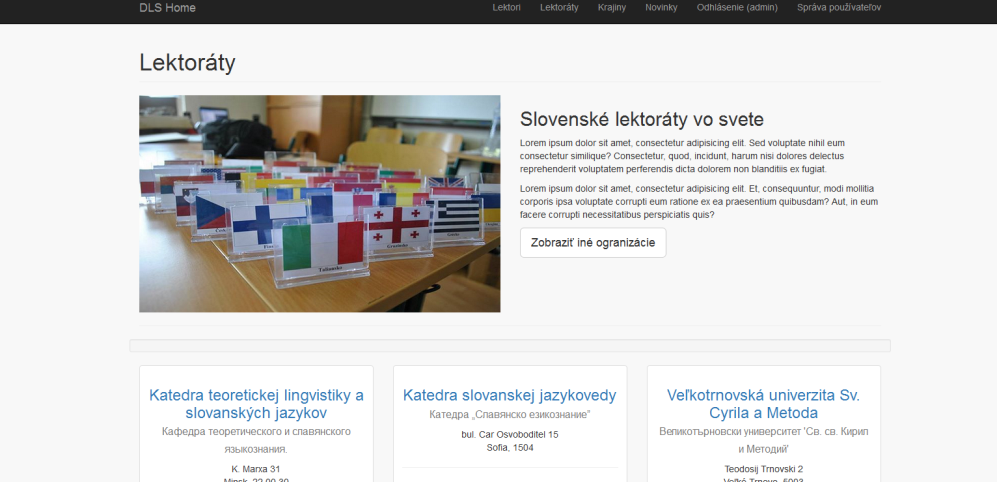 DLS Home
Lektori Lektoráty Krajiny Novinky Odhlásenie (admin) Správa používateľov
Lektoráty
Slovenské lektoráty vo svete
Lorem ipsum dolor sit amet, consectetur adipisicing elit. Sed voluptate nihil eum
consectetur similique? Consectetur, quod, incidunt, harum nisi dolores delectus
reprehenderit voluptatem perferendis dicta dolorem non blanditiis ex fugiat.
Lorem ipsum dolor sit amet, consectetur adipisicing elit. Et, consequuntur, modi mollitia
corporis ipsa voluptate corrupti eum ratione ex ea praesentium quibusdam? Aut, in eum
facere corrupti necessitatibus perspiciatis quis?
Zobraziť iné ogranizácie
Taliansko
Katedra teoretickej lingvistiky a
slovanských jazykov
Кафедра теоретического и славянского
языкознания.
K. Marxa 31
Minsk, 22 00 30
Katedra slovanskej jazykovedy
Катедра „Славянско езикознание"
bul. Car Osvoboditel 15
Sofia, 1504
Veľkotrnovská univerzita Sv.
Cyrila a Metoda
Великотърновски университет 'Св. св. Кирил
и Методий'
Teodosij Trnovski 2
Veľké Trnovo, 5003